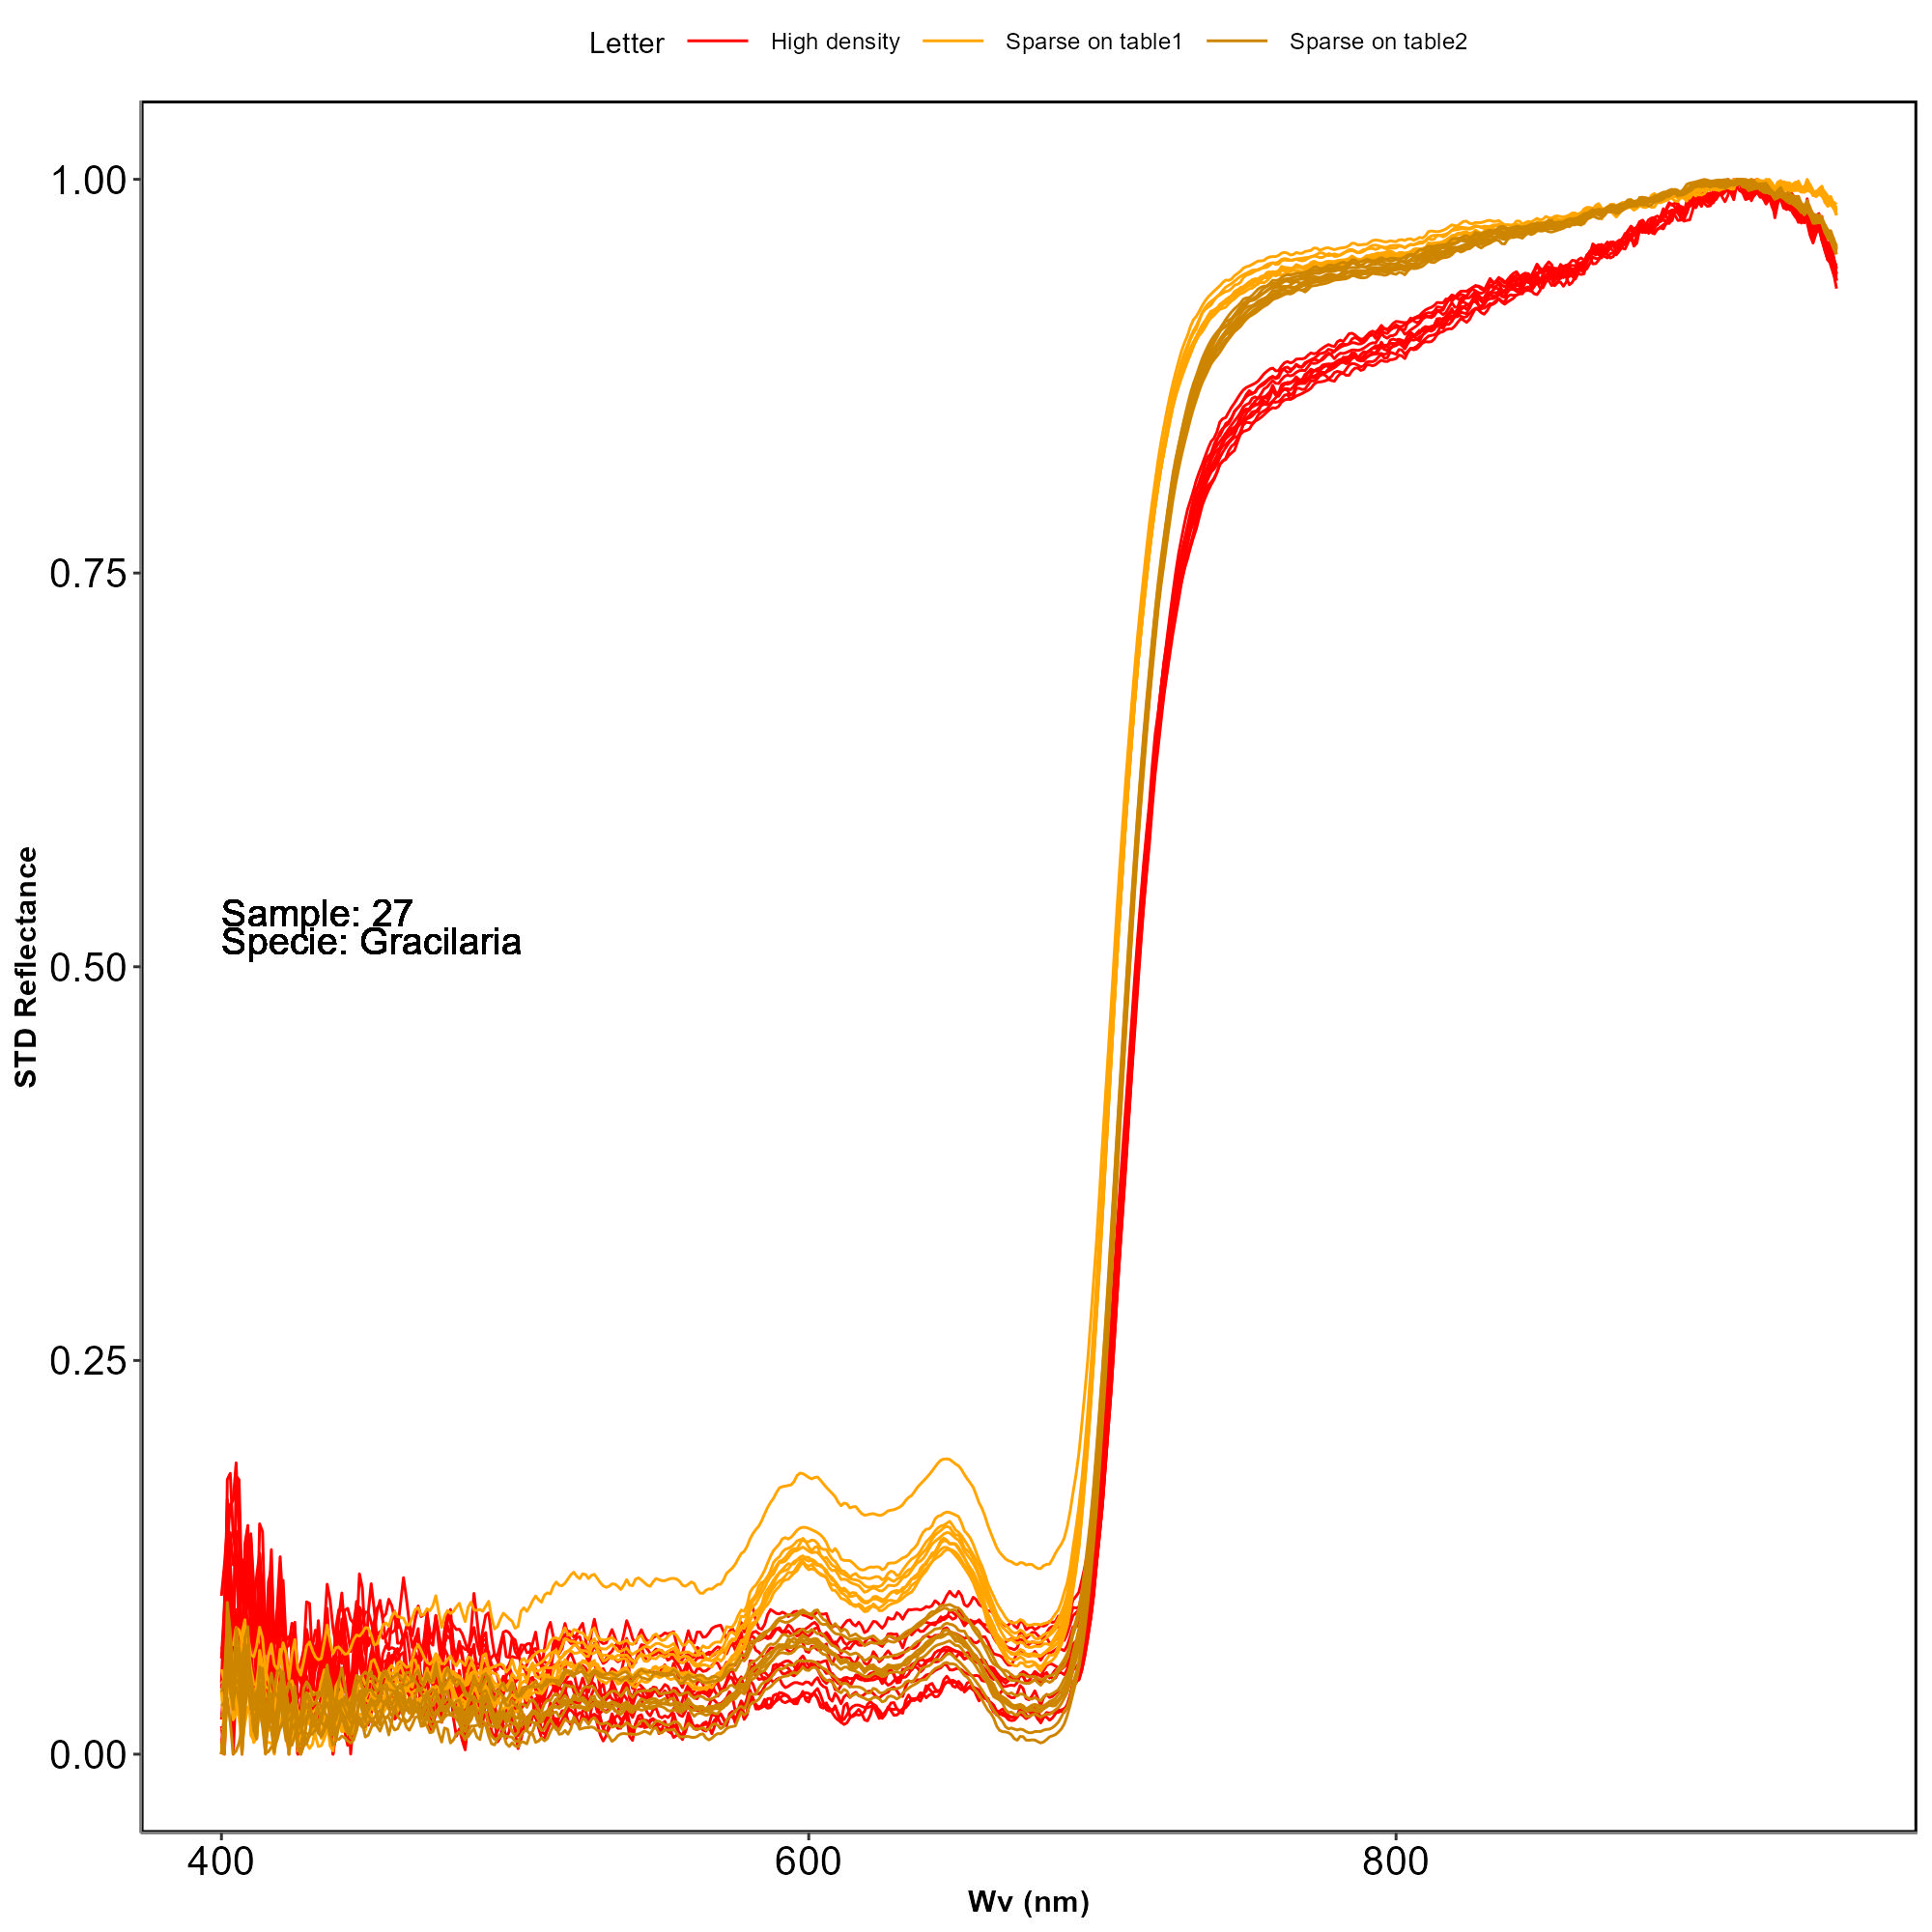 Letter High density Sparse on table1 Sparse on table2
1.00
0.75
0.50
0.25
0.00
STD Reflectance
Sample: 27
Specie: Gracilaria
400 600 800
Wv (nm)